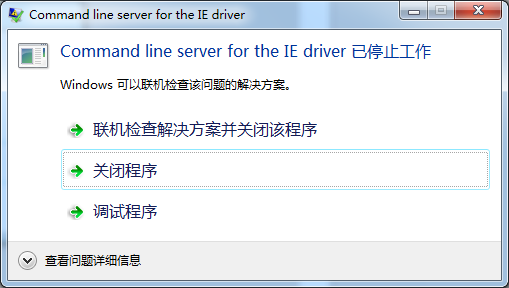 Command line server for the IE driver
Command line server for the IE driver 已停止工作
Windows 可以联机检查该问题的解决方案。
联机检查解决方案并关闭该程序
关闭程序
调试程序
查看问题详细信息